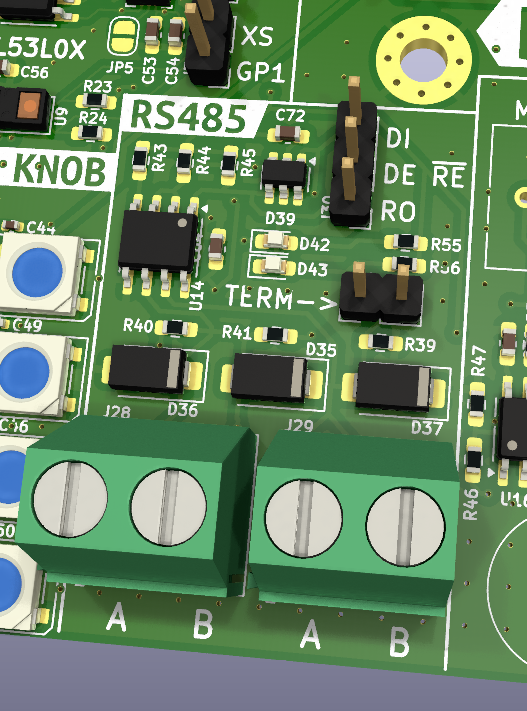 XS
L53L0X
JP5
C53
C54
GP1
C56
R23
U9
R24
RS485
C72
DI
R43
R44
R45
DE RE
KNOB
RO
D39
C44
D42
R55
D43
R86
U14
TERM->
C49
R40
R41
D35
R39
R47
J28
D36
J29
D37
R46
U16
A
B
A
B